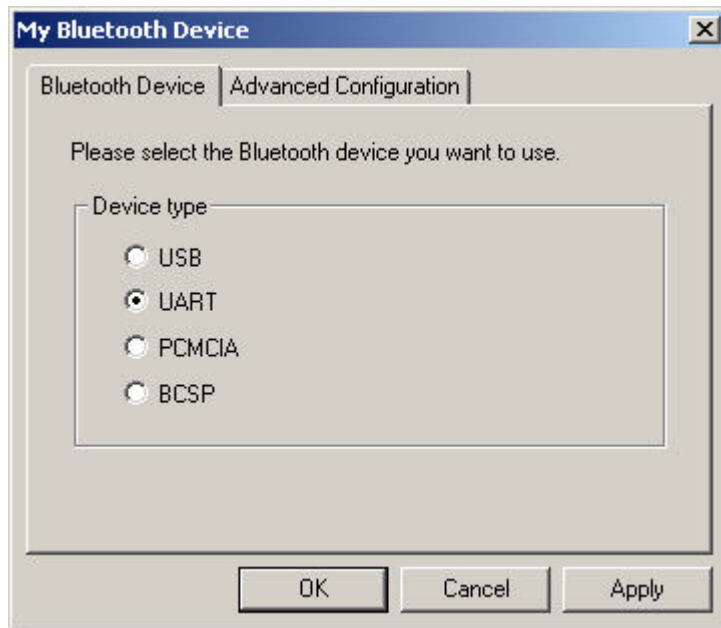 My Bluetooth Device
Bluetooth Device Advanced Configuration
Please select the Bluetooth device you want to use.
Device type
USB
UART
PCMCIA
BCSP
OK Cancel Apply